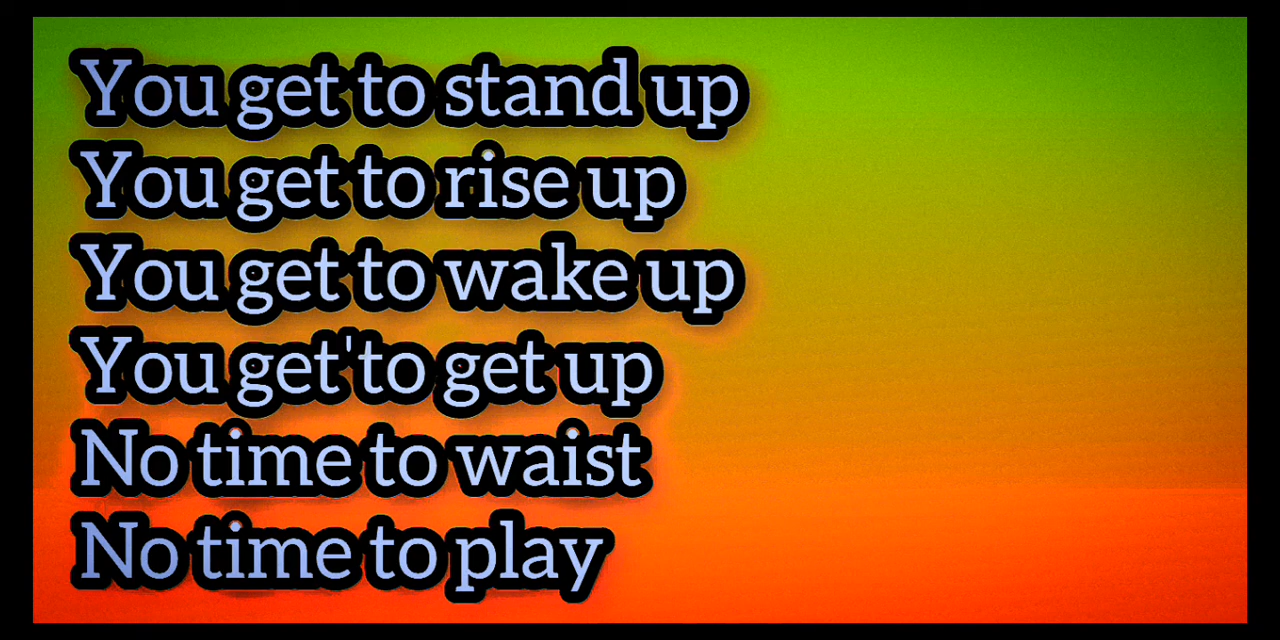 You get to stand up
You get to rise up
You get to wake up
You get'to get up
No time to waist
No time to play